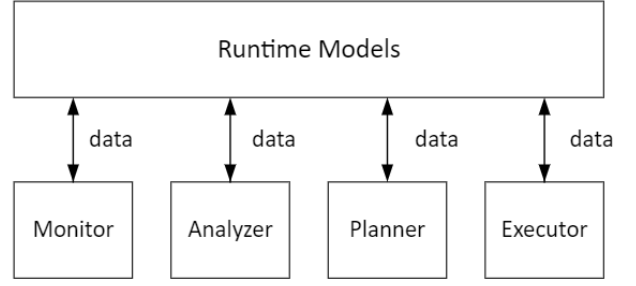 Runtime Models
data data data data
Monitor Analyzer Planner Executor